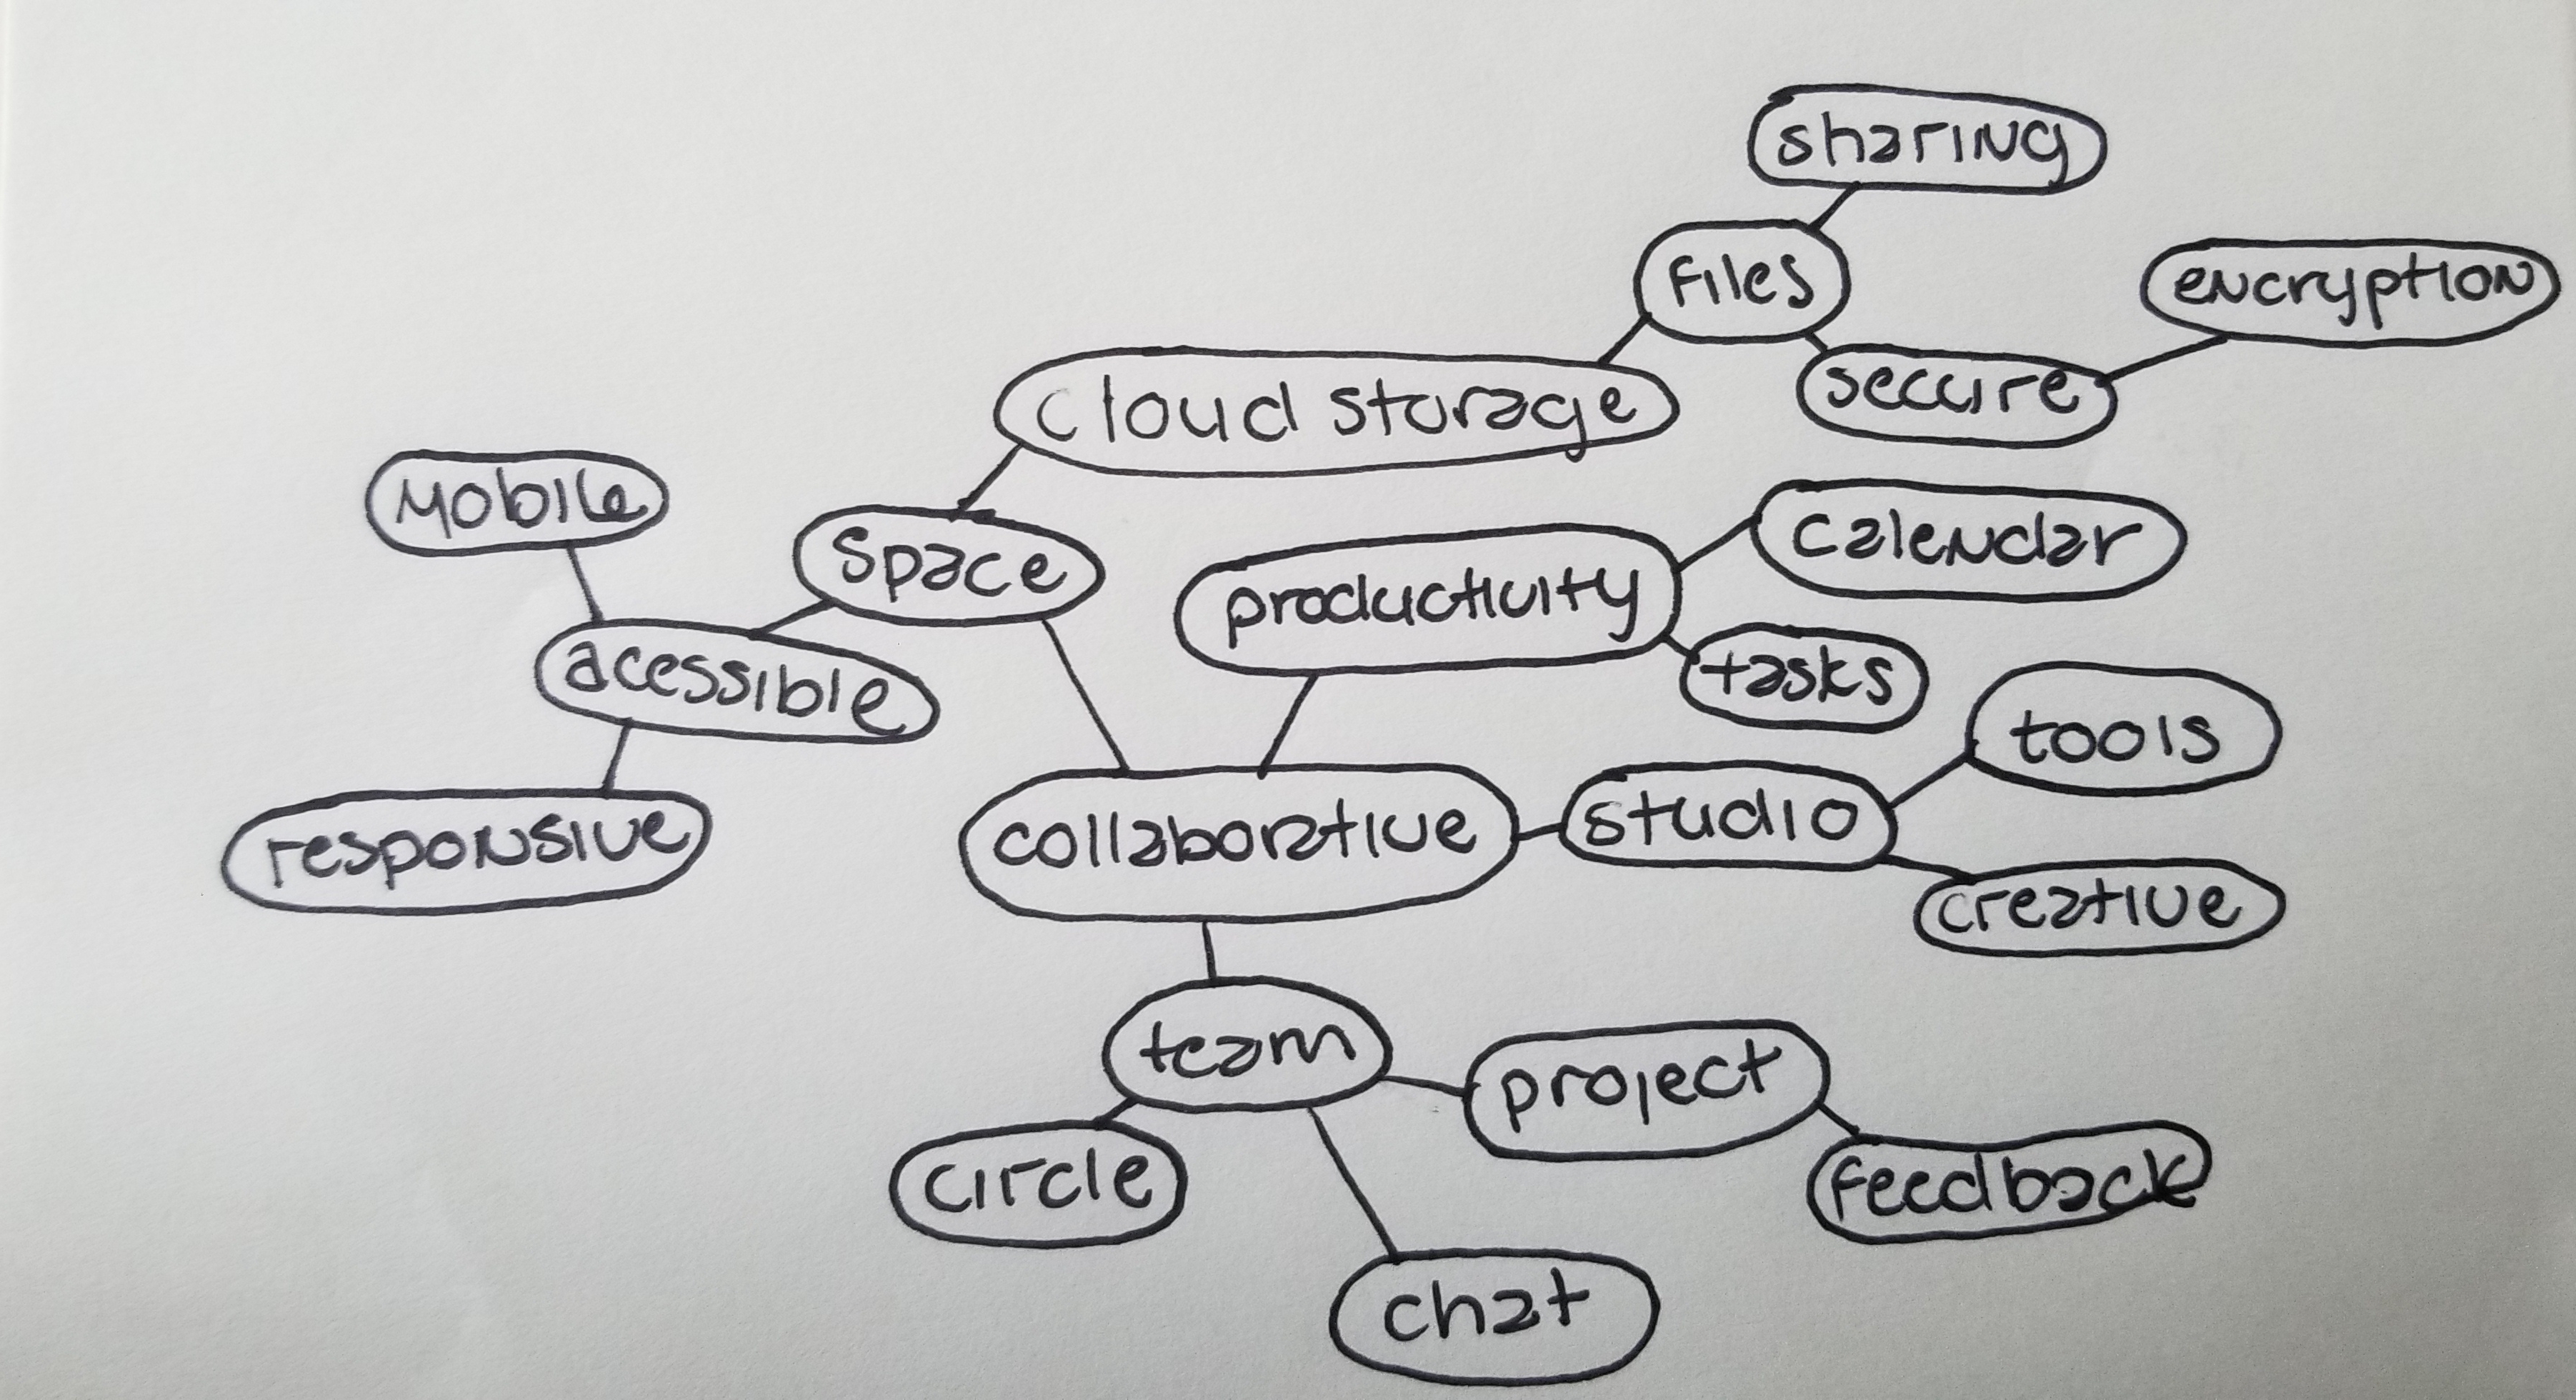 sharing
files
encryption
secure
cloud storage
Mobile
calendar
space
productivity
acessible
tasks
tools
studio
collaborative
responsive
creative
team
project
circle
feedback
chat